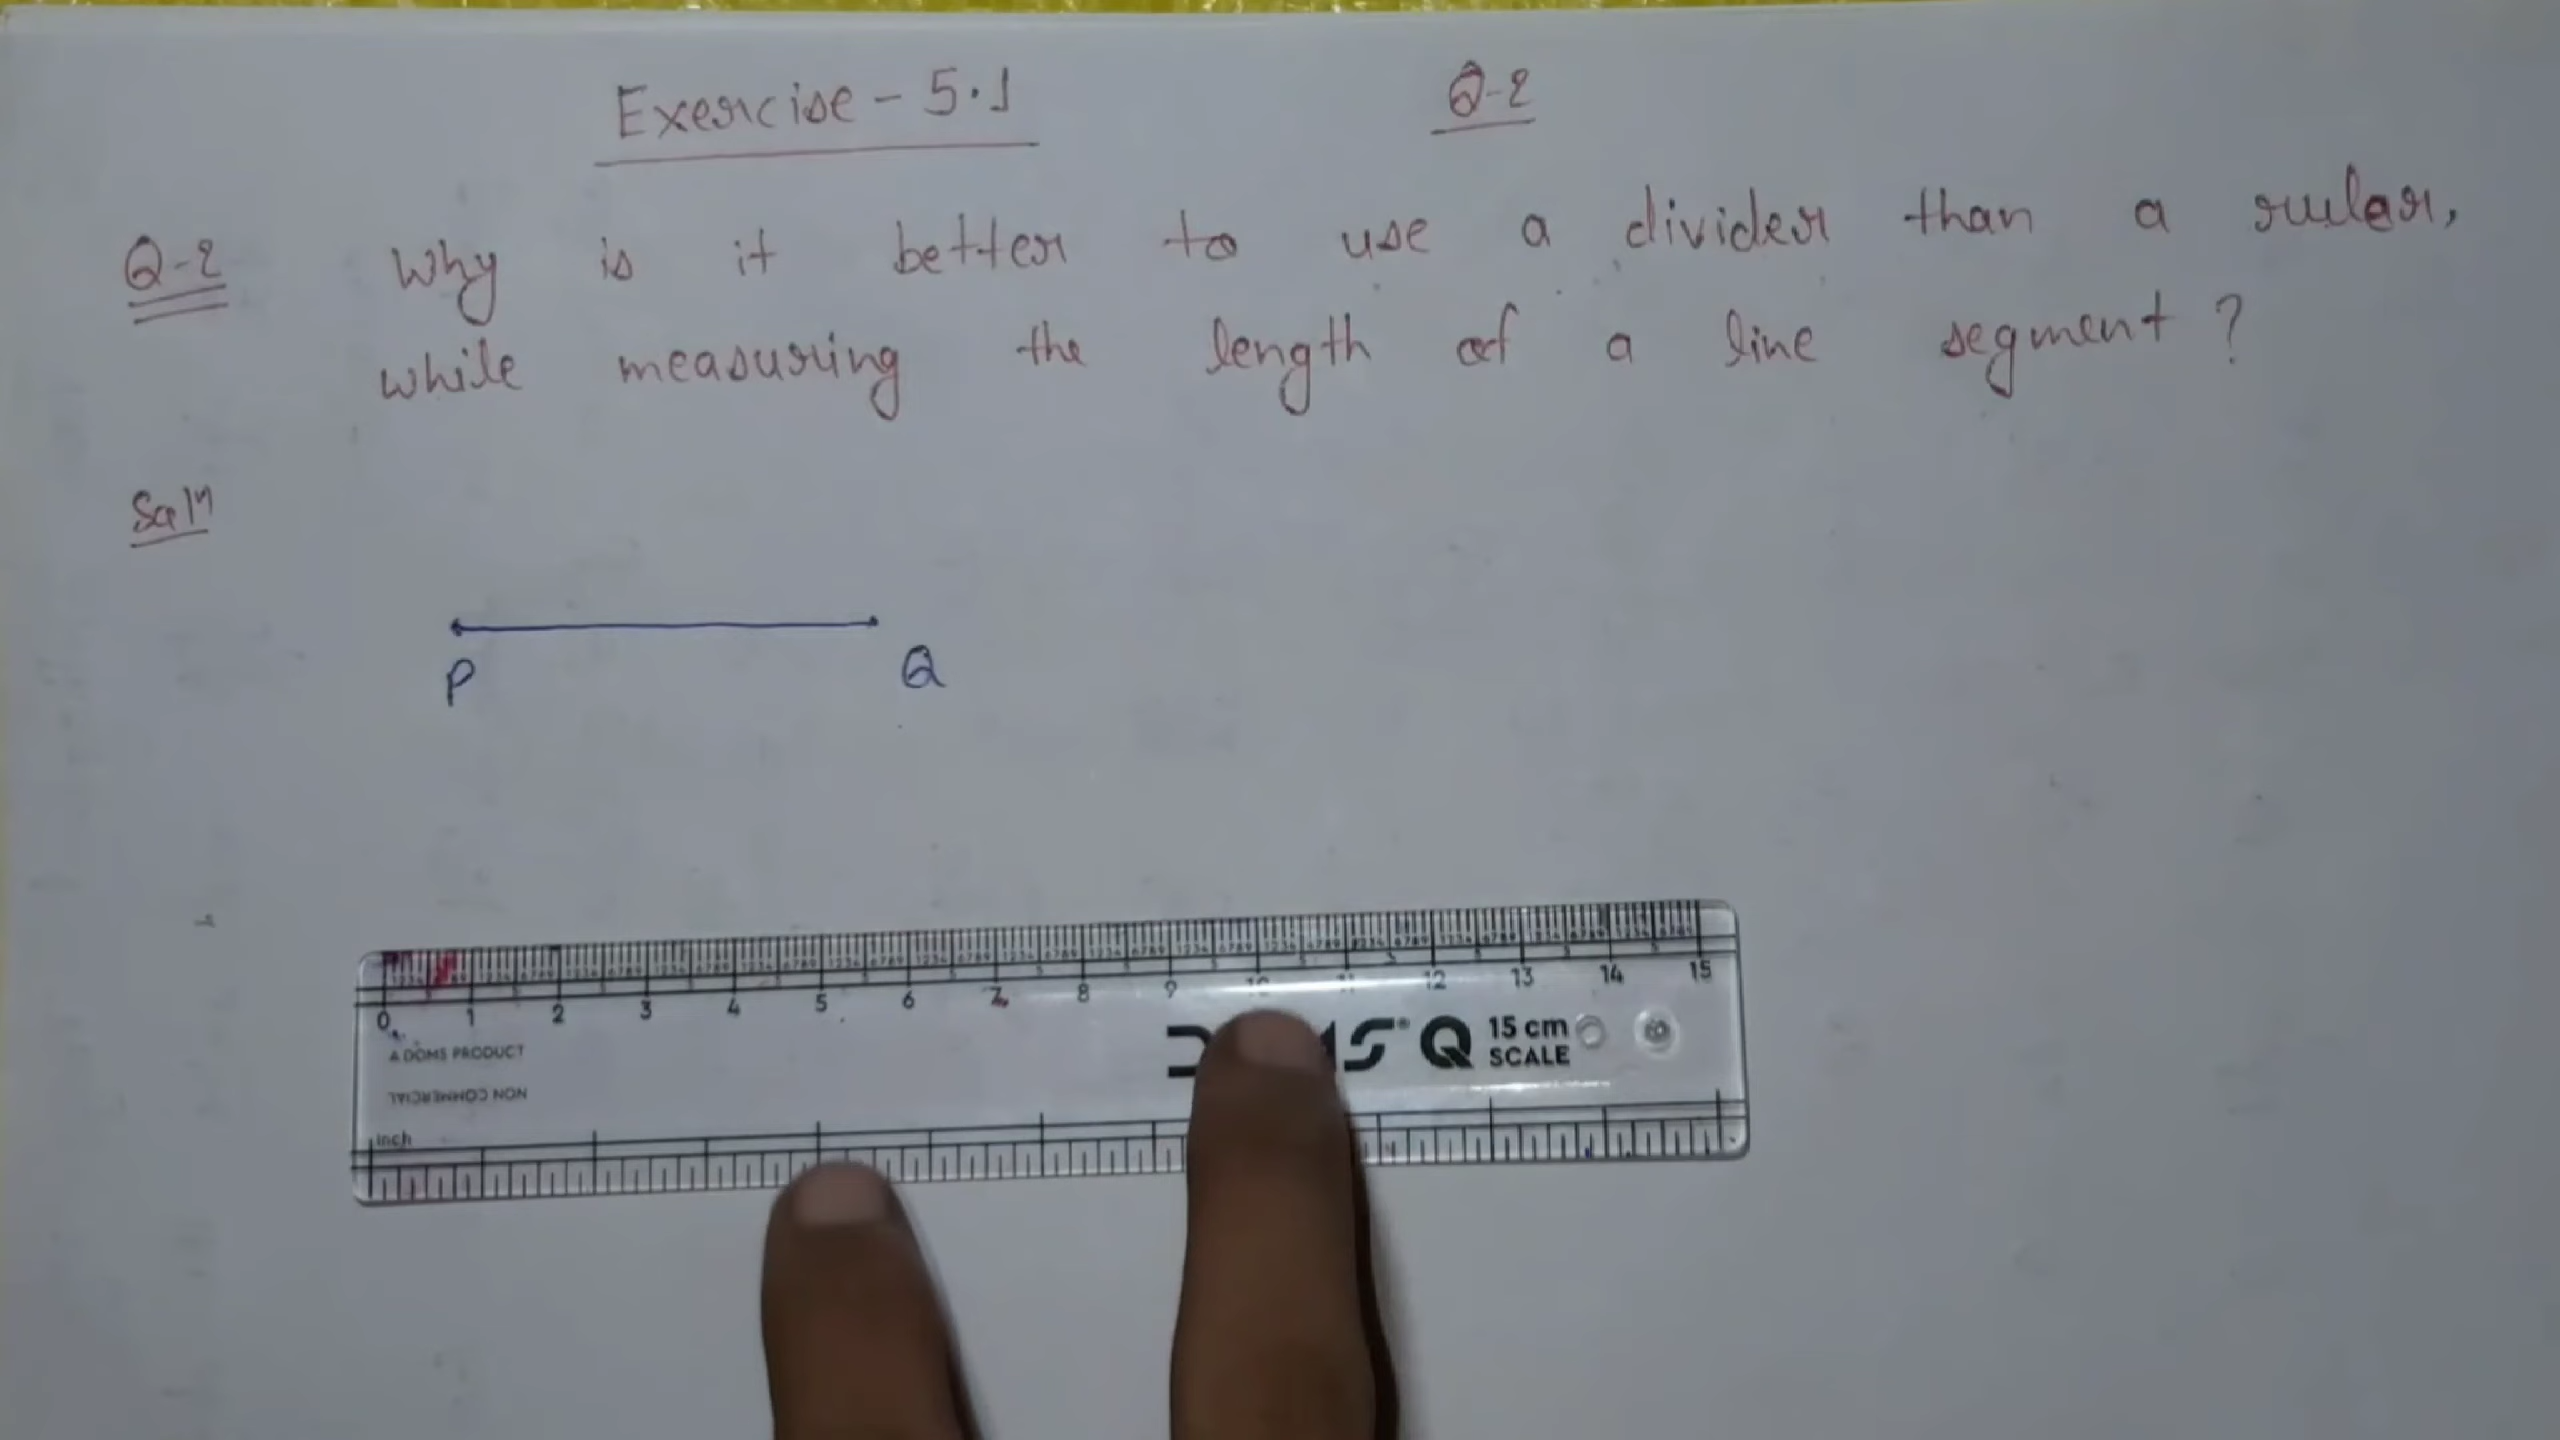 Exercise - 5.1 Q-2
Q-2 Why is it better to use a divider than a ruler,
while measuring the length of a line segment ?
Solⁿ
P Q
0 1 2 3 4 5 6 7 8 9 10 11 12 13 14 15
A DOMS PRODUCT
Q 15 cm
SCALE
NON COMMERCIAL
inch